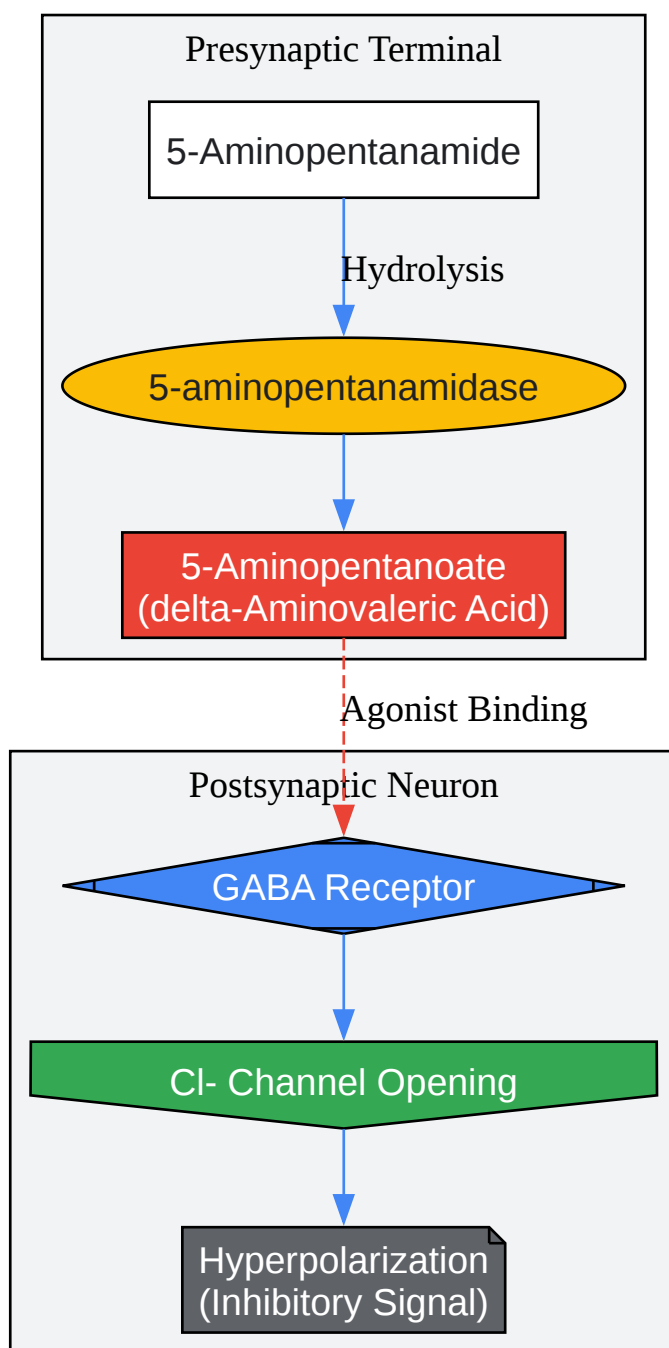 Presynaptic Terminal
5-Aminopentanamide
Hydrolysis
5-aminopentanamidase
5-Aminopentanoate
(delta-Aminovaleric Acid)
Agonist Binding
Postsynaptic Neuron
GABA Receptor
Cl- Channel Opening
Hyperpolarization
(Inhibitory Signal)